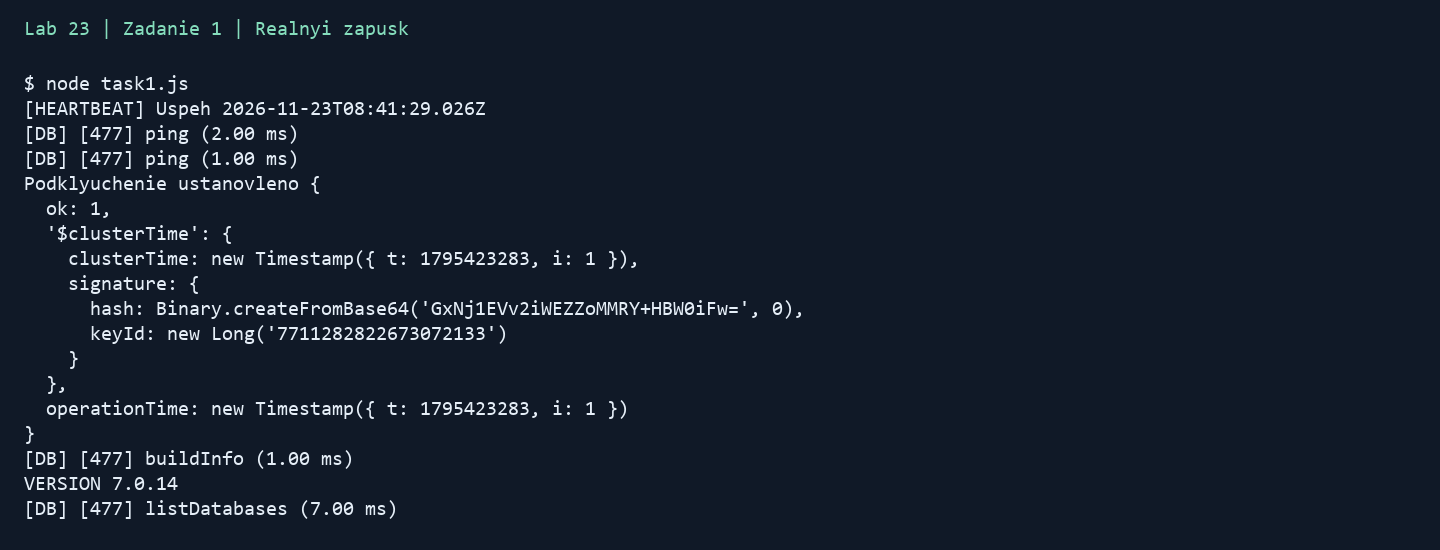 Lab 23 | Zadanie 1 | Realnyi zapusk
$ node task1.js
[HEARTBEAT] Uspeh 2026-11-23T08:41:29.026Z
[DB] [477] ping (2.00 ms)
[DB] [477] ping (1.00 ms)
Podklyuchenie ustanovleno {
  ok: 1,
  '$clusterTime': {
    clusterTime: new Timestamp({ t: 1795423283, i: 1 }),
    signature: {
      hash: Binary.createFromBase64('GxNj1EVv2iWEZZoMMRY+HBW0iFw=', 0),
      keyId: new Long('7711282822673072133')
    }
  },
  operationTime: new Timestamp({ t: 1795423283, i: 1 })
}
[DB] [477] buildInfo (1.00 ms)
VERSION 7.0.14
[DB] [477] listDatabases (7.00 ms)